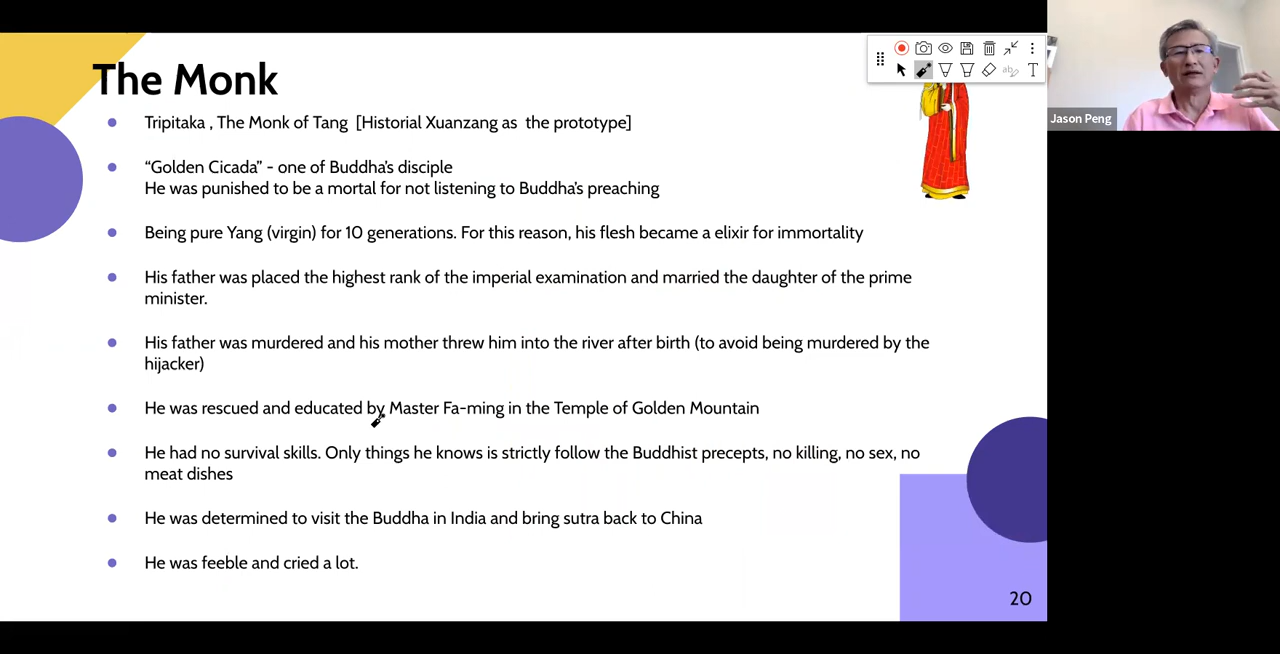 The Monk
Tripitaka , The Monk of Tang [Historial Xuanzang as the prototype]
“Golden Cicada” - one of Buddha’s disciple
He was punished to be a mortal for not listening to Buddha’s preaching
Being pure Yang (virgin) for 10 generations. For this reason, his flesh became a elixir for immortality
His father was placed the highest rank of the imperial examination and married the daughter of the prime
minister.
His father was murdered and his mother threw him into the river after birth (to avoid being murdered by the
hijacker)
He was rescued and educated by Master Fa-ming in the Temple of Golden Mountain
He had no survival skills. Only things he knows is strictly follow the Buddhist precepts, no killing, no sex, no
meat dishes
He was determined to visit the Buddha in India and bring sutra back to China
He was feeble and cried a lot.
20
ab
T
Jason Peng